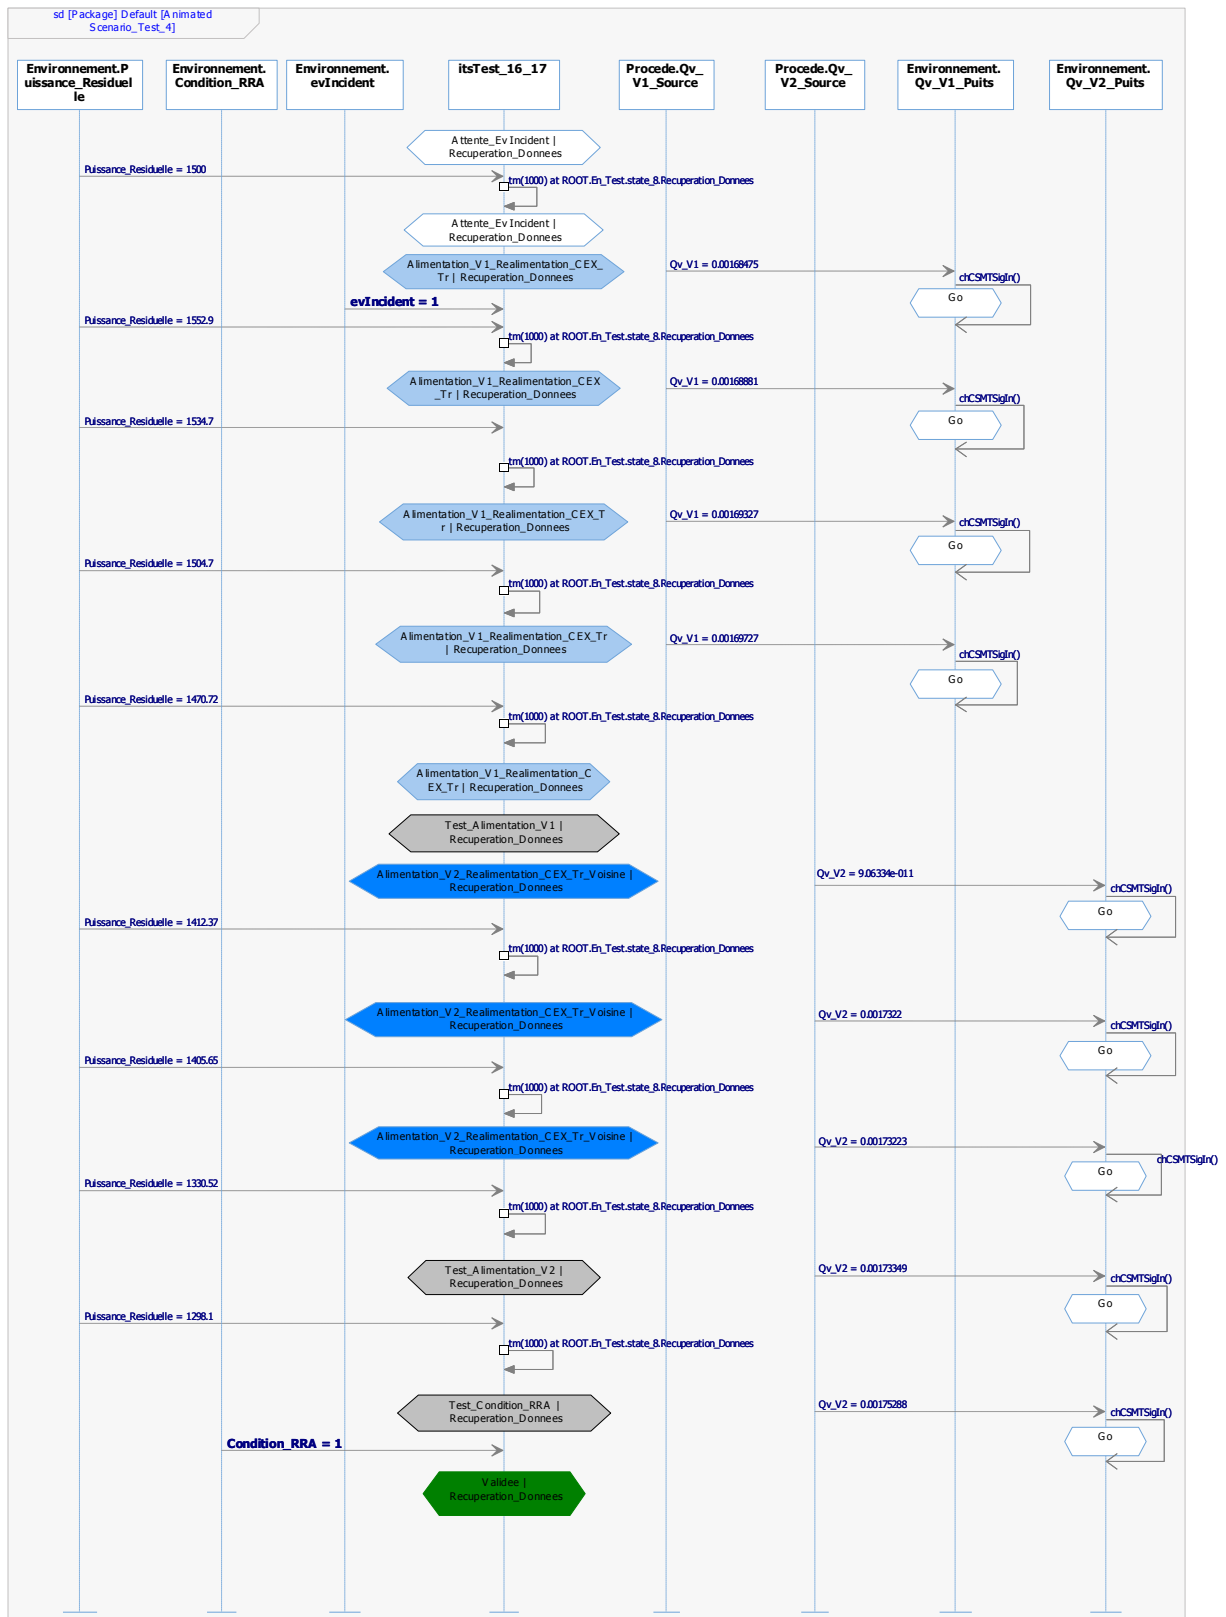 sd [Package] Default [Animated
Scenario_Test_4]
Environnement.P
uissance_Residuel
le
Environnement.
Condition_RRA
Environnement.
evIncident
itsTest_16_17
Procede.Qv_
V1_Source
Procede.Qv_
V2_Source
Environnement.
Qv_V1_Puits
Environnement.
Qv_V2_Puits
Attente_EvIncident |
Recuperation_Donnees
Puissance_Residuelle = 1500
tm(1000) at ROOT.En_Test.state_8.Recuperation_Donnees
Attente_EvIncident |
Recuperation_Donnees
Alimentation_V1_Realimentation_CEX_
Tr | Recuperation_Donnees
Qv_V1 = 0.00168475
chCSMTSigIn()
Go
evIncident = 1
Puissance_Residuelle = 1552.9
tm(1000) at ROOT.En_Test.state_8.Recuperation_Donnees
Alimentation_V1_Realimentation_CEX
_Tr | Recuperation_Donnees
Qv_V1 = 0.00168881
chCSMTSigIn()
Go
Puissance_Residuelle = 1534.7
tm(1000) at ROOT.En_Test.state_8.Recuperation_Donnees
Alimentation_V1_Realimentation_CEX_T
r | Recuperation_Donnees
Qv_V1 = 0.00169327
chCSMTSigIn()
Go
Puissance_Residuelle = 1504.7
tm(1000) at ROOT.En_Test.state_8.Recuperation_Donnees
Alimentation_V1_Realimentation_CEX_Tr
| Recuperation_Donnees
Qv_V1 = 0.00169727
chCSMTSigIn()
Go
Puissance_Residuelle = 1470.72
tm(1000) at ROOT.En_Test.state_8.Recuperation_Donnees
Alimentation_V1_Realimentation_C
EX_Tr | Recuperation_Donnees
Test_Alimentation_V1 |
Recuperation_Donnees
Alimentation_V2_Realimentation_CEX_Tr_Voisine |
Recuperation_Donnees
Qv_V2 = 9.06334e-011
chCSMTSigIn()
Go
Puissance_Residuelle = 1412.37
tm(1000) at ROOT.En_Test.state_8.Recuperation_Donnees
Alimentation_V2_Realimentation_CEX_Tr_Voisine |
Recuperation_Donnees
Qv_V2 = 0.0017322
chCSMTSigIn()
Go
Puissance_Residuelle = 1405.65
tm(1000) at ROOT.En_Test.state_8.Recuperation_Donnees
Alimentation_V2_Realimentation_CEX_Tr_Voisine |
Recuperation_Donnees
Qv_V2 = 0.00173223
chCSMTSigIn()
Go
Puissance_Residuelle = 1330.52
tm(1000) at ROOT.En_Test.state_8.Recuperation_Donnees
Test_Alimentation_V2 |
Recuperation_Donnees
Qv_V2 = 0.00173349
chCSMTSigIn()
Go
Puissance_Residuelle = 1298.1
tm(1000) at ROOT.En_Test.state_8.Recuperation_Donnees
Test_Condition_RRA |
Recuperation_Donnees
Qv_V2 = 0.00175288
chCSMTSigIn()
Go
Condition_RRA = 1
Validee |
Recuperation_Donnees